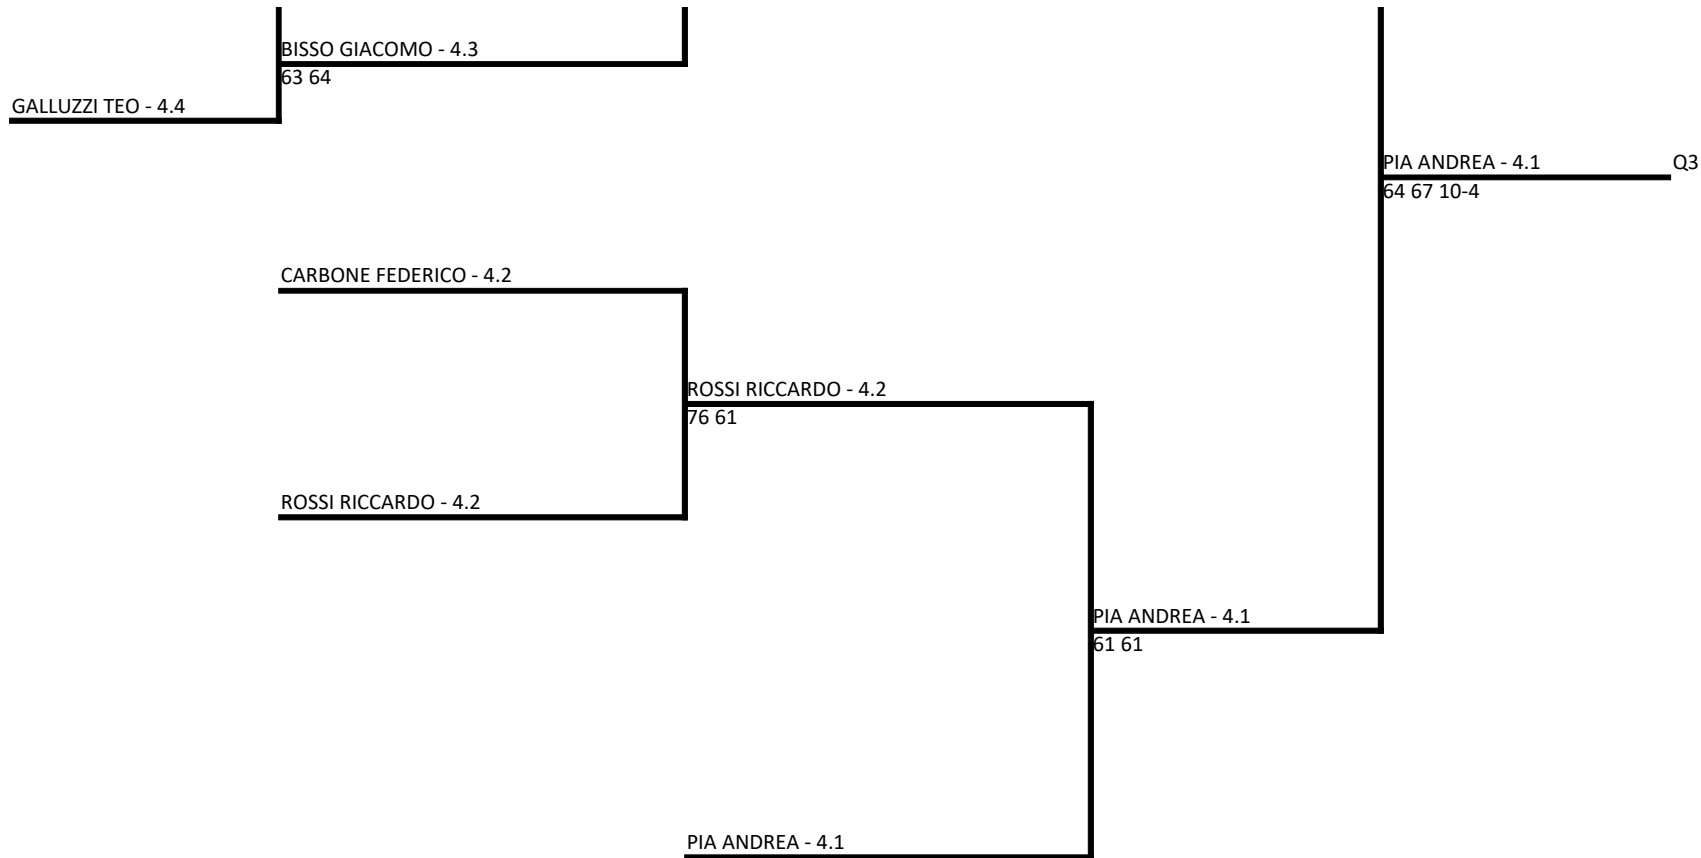 BISSO GIACOMO - 4.3
63 64
GALLUZZI TEO - 4.4
PIA ANDREA - 4.1
Q3
64 67 10-4
CARBONE FEDERICO - 4.2
ROSSI RICCARDO - 4.2
76 61
ROSSI RICCARDO - 4.2
PIA ANDREA - 4.1
61 61
PIA ANDREA - 4.1